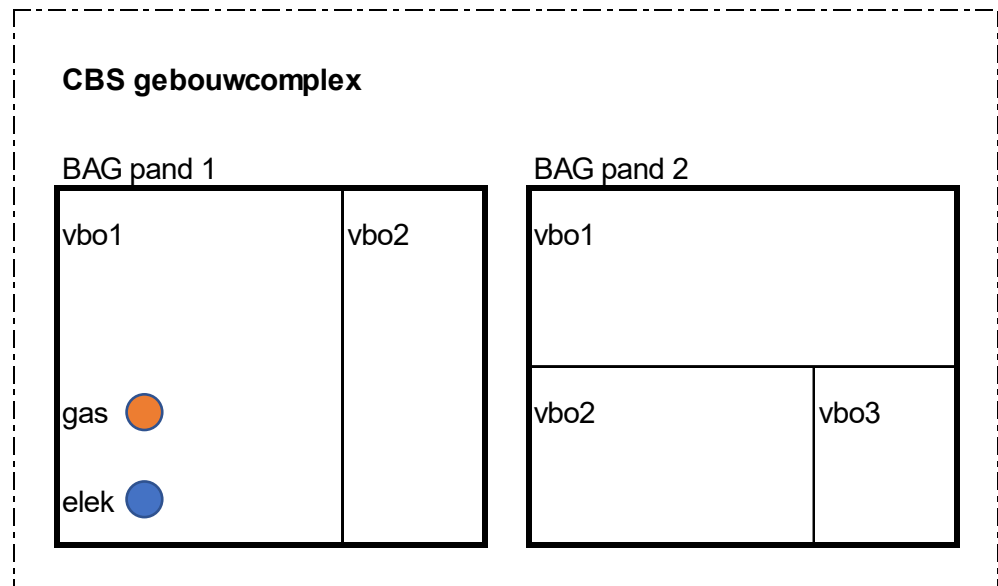 CBS gebouwcomplex
BAG pand 1
vbo1
vbo2
gas
elek
BAG pand 2
vbo1
vbo2
vbo3